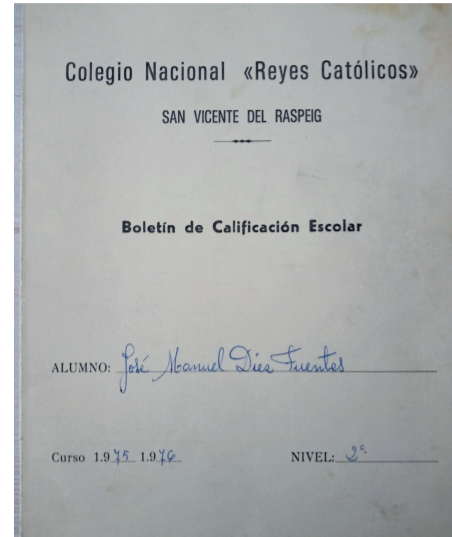 Colegio Nacional «Reyes Católicos»
SAN VICENTE DEL RASPEIG
Boletín de Calificación Escolar
ALUMNO: José Manuel Díez Fuentes
Curso 1.975 1.976 NIVEL: 2º